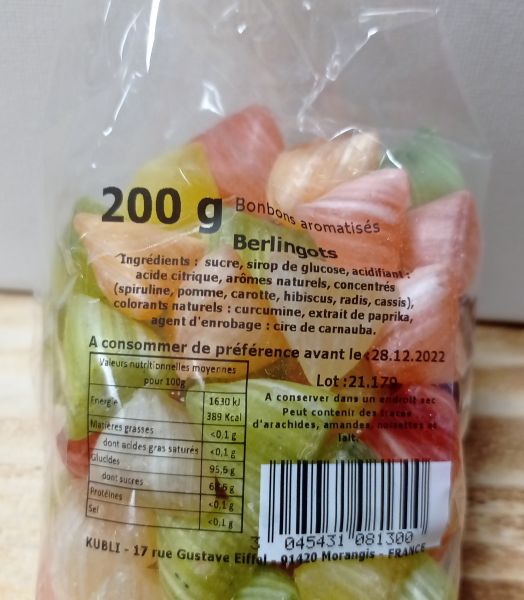 200 g Bonbons aromatisés
Berlingots
Ingrédients : sucre, sirop de glucose, acidifiant :
acide citrique, arômes naturels, concentrés
(spiruline, pomme, carotte, hibiscus, radis, cassis),
colorants naturels : curcumine, extrait de paprika,
agent d'enrobage : cire de carnauba.
A consommer de préférence avant le : 28.12.2022
Lot :21.179
A conserver dans un endroit sec
Peut contenir des traces
d'arachides, amandes, noisettes et
lait.
Valeurs nutritionnelles moyennes
pour 100g
Energie 1630 kJ
389 Kcal
Matières grasses <0,1 g
dont acides gras saturés <0,1 g
Glucides 95,6 g
dont sucres g
Protéines <0,1 g
Sel <0,1 g
3 045431 081300
KUBLI - 17 rue Gustave Eiffel - 91420 Morangis - FRANCE